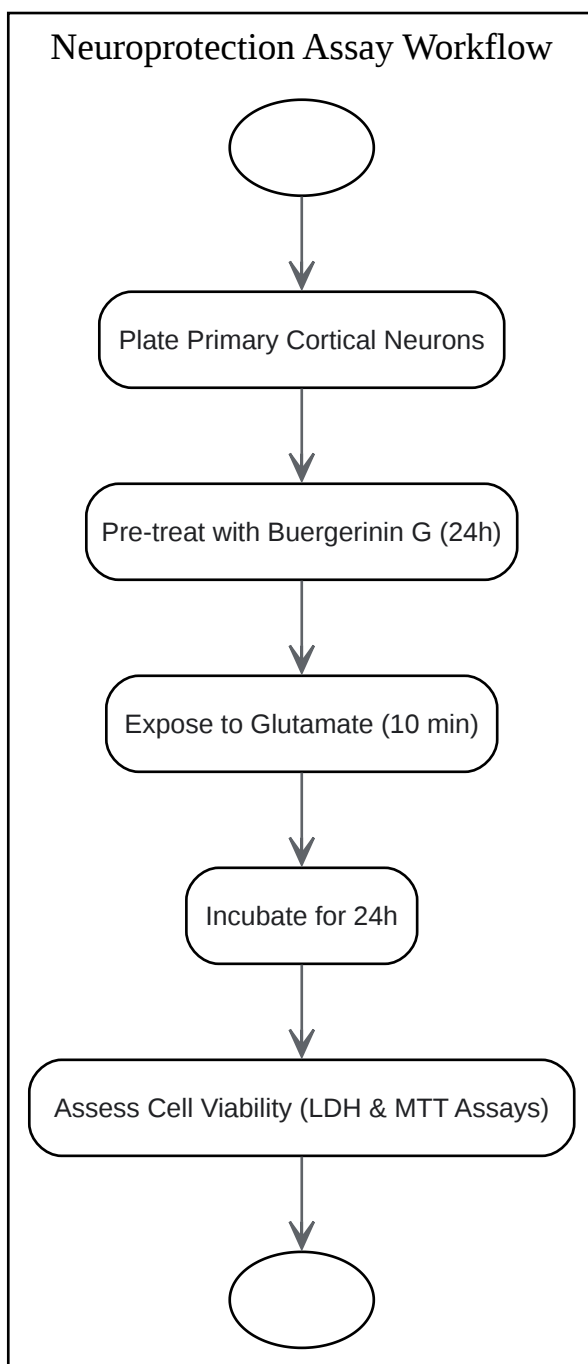 Neuroprotection Assay Workflow
Plate Primary Cortical Neurons
Pre-treat with Buergerinin G (24h)
Expose to Glutamate (10 min)
Incubate for 24h
Assess Cell Viability (LDH & MTT Assays)